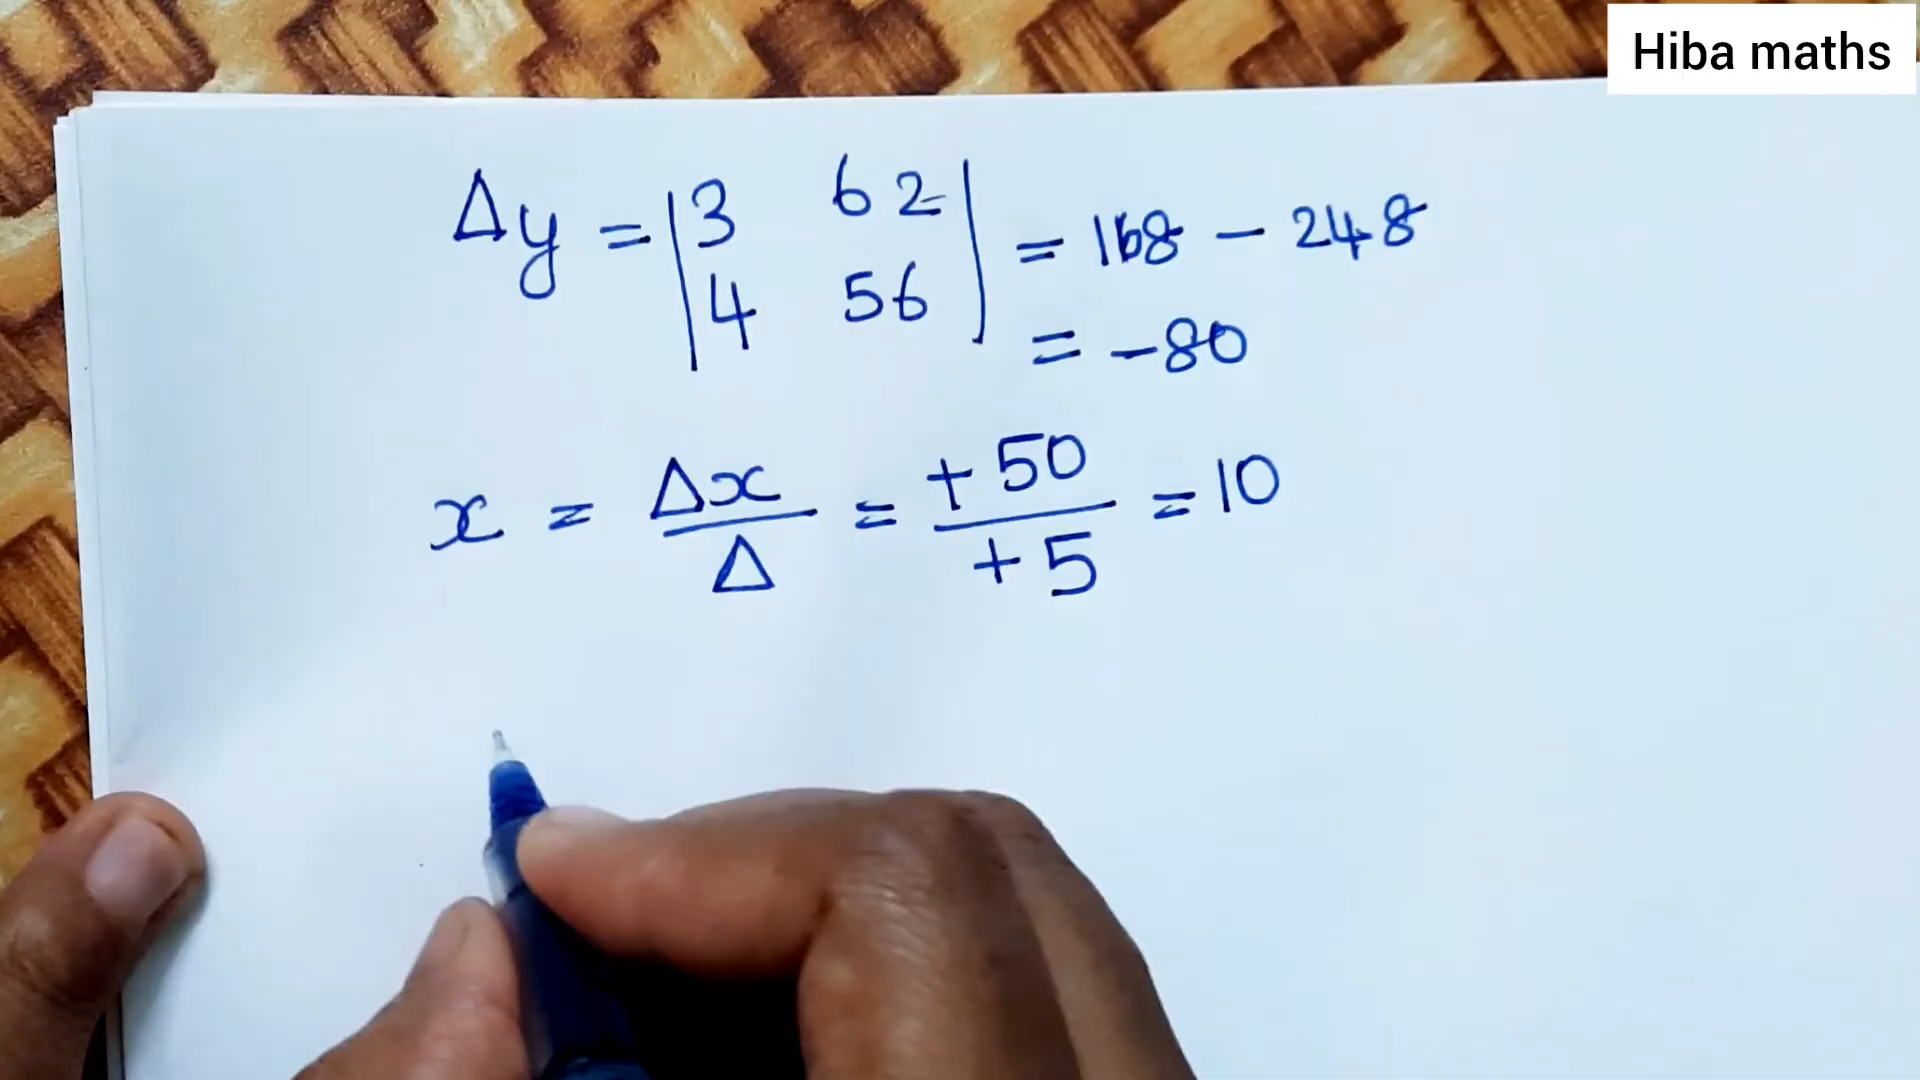 Hiba maths
Δy = |3 62| = 168 - 248
|4 56|
= -80
x = Δx/Δ = +50/+5 = 10